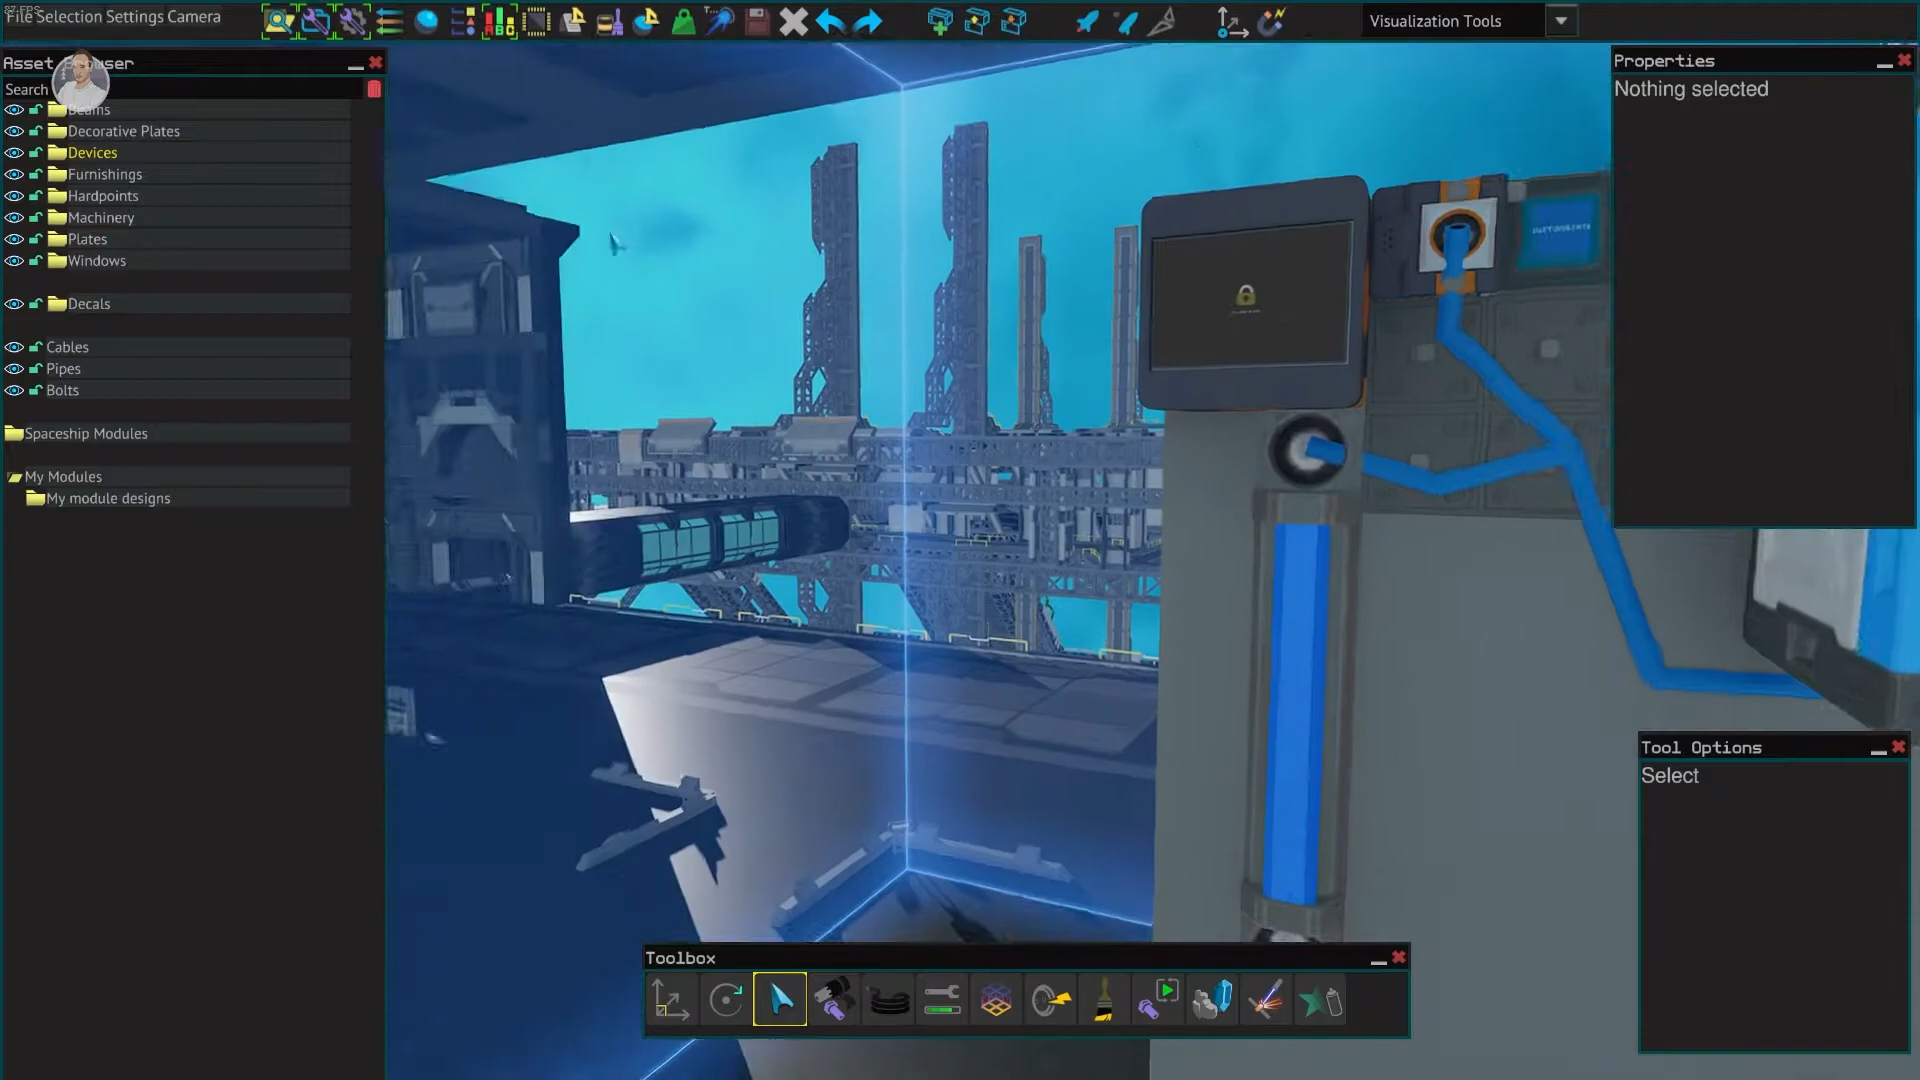 File Selection Settings Camera
Visualization Tools
Asset
Search
Beams
Decorative Plates
Devices
Furnishings
Hardpoints
Machinery
Plates
Windows
Decals
Cables
Pipes
Bolts
Spaceship Modules
My Modules
My module designs
Properties
Nothing selected
Tool Options
Select
Toolbox